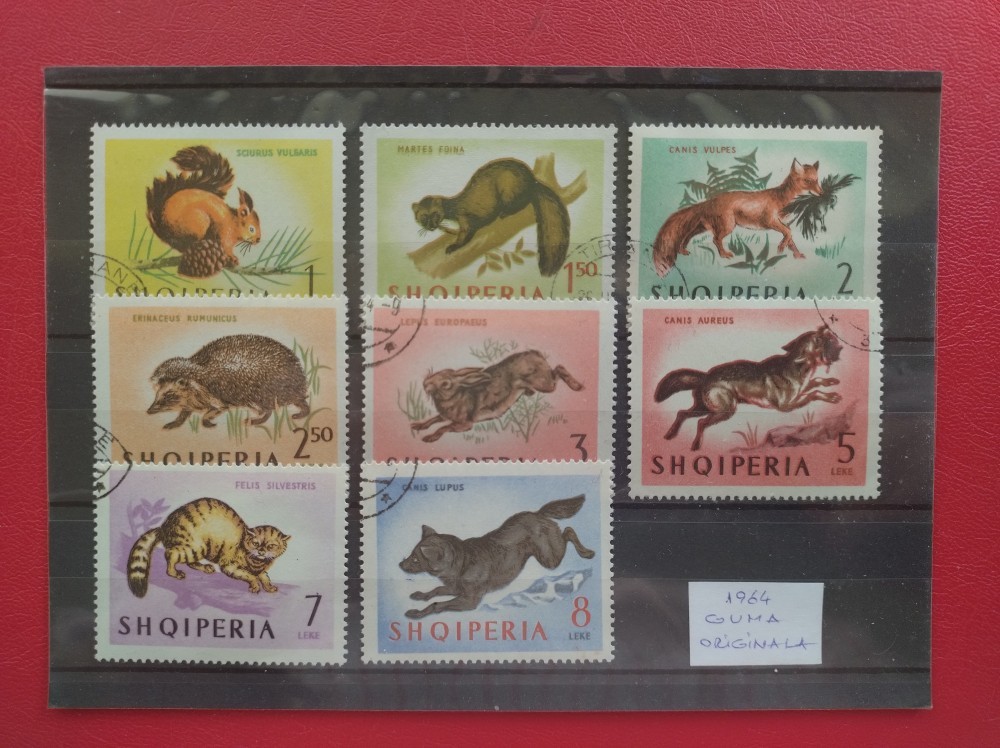 SCIURUS VULGARIS
1
SHQIPERIA
MARTES FOINA
1 50
SHQIPERIA
CANIS VULPES
2
SHQIPERIA
ERINACEUS RUMUNICUS
2 50
SHQIPERIA
LEPUS EUROPAEUS
3
SHQIPERIA
CANIS AUREUS
5
SHQIPERIA LEKE
FELIS SILVESTRIS
7
SHQIPERIA LEKE
CANIS LUPUS
8
SHQIPERIA LEKE
1964
GUMA
ORIGINALA